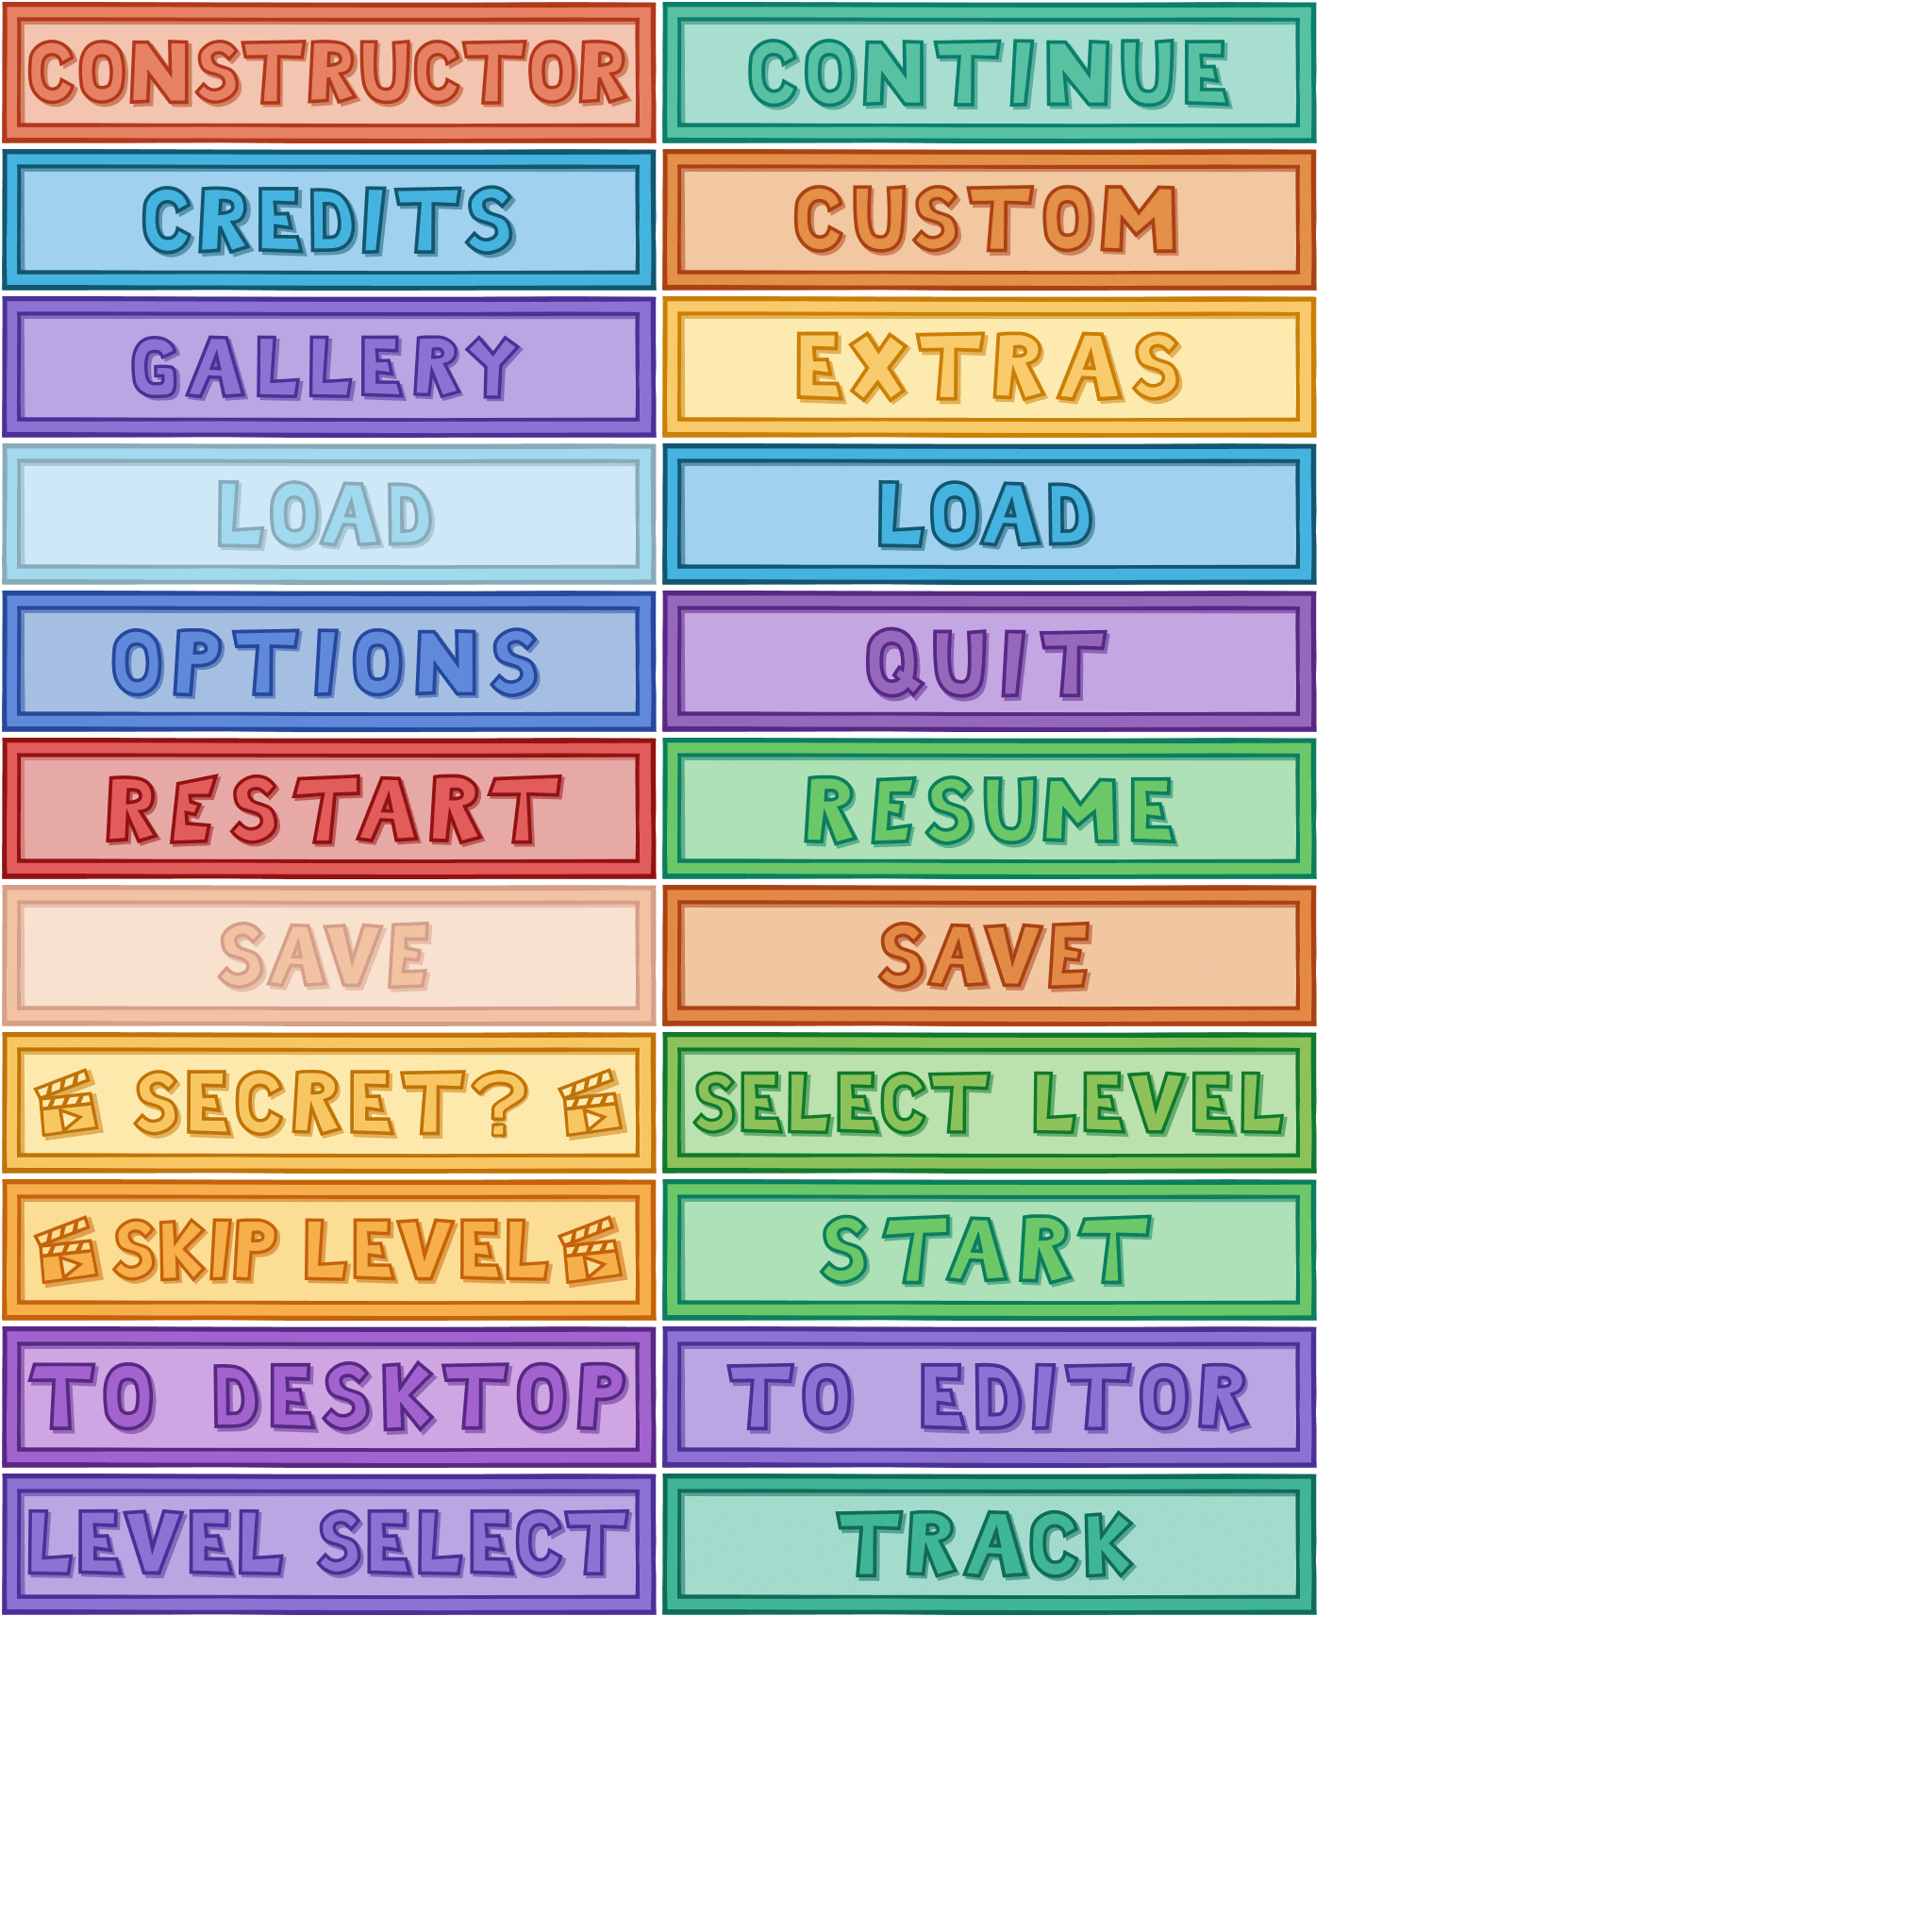 CONSTRUCTOR
CONTINUE
CREDITS
CUSTOM
GALLERY
EXTRAS
LOAD
LOAD
OPTIONS
QUIT
RESTART
RESUME
SAVE
SAVE
SECRET?
SELECT LEVEL
SKIP LEVEL
START
TO DESKTOP
TO EDITOR
LEVEL SELECT
TRACK